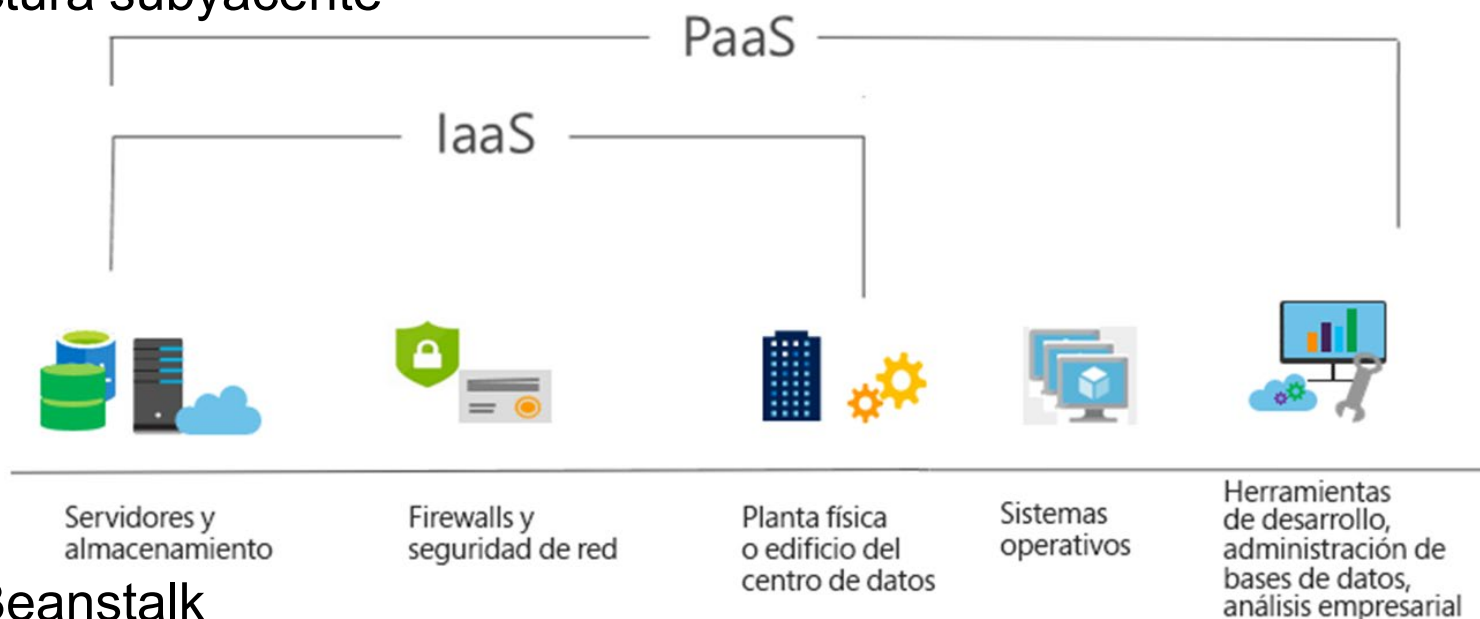 subyacente
PaaS
IaaS
Servidores y
almacenamiento
Firewalls y
seguridad de red
Planta física
o edificio del
centro de datos
Sistemas
operativos
Herramientas
de desarrollo,
administración de
bases de datos,
análisis empresarial
Beanstalk